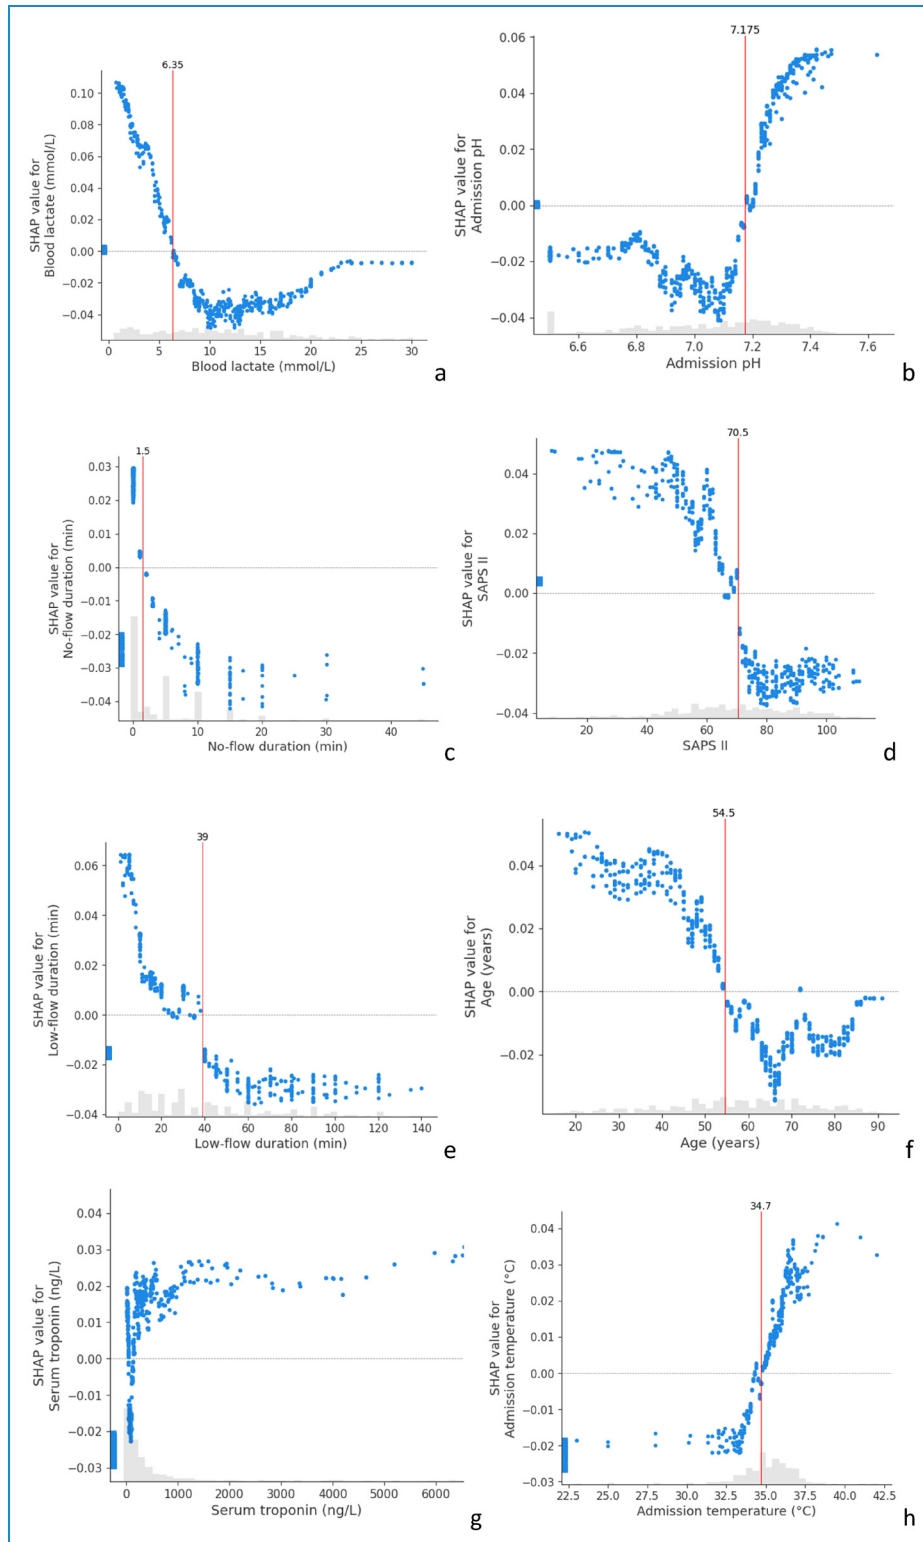 6.35
0.10
0.08
0.06
0.04
0.02
0.00
−0.02
−0.04
SHAP value for
Blood lactate (mmol/L)
0 5 10 15 20 25 30
Blood lactate (mmol/L)
a
7.175
0.06
0.04
0.02
0.00
−0.02
−0.04
SHAP value for
Admission pH
6.6 6.8 7.0 7.2 7.4 7.6
Admission pH
b
1.5
0.03
0.02
0.01
0.00
−0.01
−0.02
−0.03
−0.04
SHAP value for
No-flow duration (min)
0 10 20 30 40
No-flow duration (min)
c
70.5
0.04
0.02
0.00
−0.02
−0.04
SHAP value for
SAPS II
20 40 60 80 100
SAPS II
d
39
0.06
0.04
0.02
0.00
−0.02
−0.04
SHAP value for
Low-flow duration (min)
0 20 40 60 80 100 120 140
Low-flow duration (min)
e
54.5
0.04
0.02
0.00
−0.02
SHAP value for
Age (years)
20 30 40 50 60 70 80 90
Age (years)
f
0.04
0.03
0.02
0.01
0.00
−0.01
−0.02
−0.03
SHAP value for
Serum troponin (ng/L)
0 1000 2000 3000 4000 5000 6000
Serum troponin (ng/L)
g
34.7
0.04
0.03
0.02
0.01
0.00
−0.01
−0.02
−0.03
SHAP value for
Admission temperature (°C)
22.5 25.0 27.5 30.0 32.5 35.0 37.5 40.0 42.5
Admission temperature (°C)
h